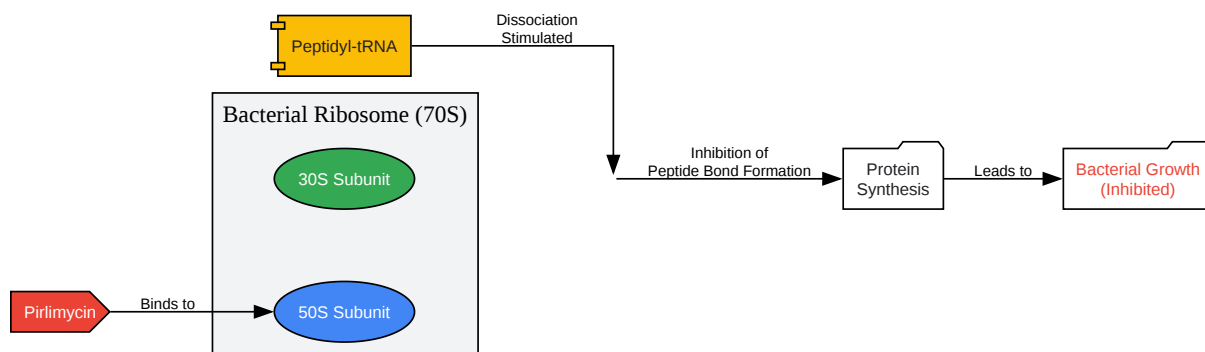 Dissociation
Stimulated
Peptidyl-tRNA
Bacterial Ribosome (70S)
30S Subunit
Inhibition of
Peptide Bond Formation
Protein
Synthesis
Leads to
Bacterial Growth
(Inhibited)
Pirlimycin
Binds to
50S Subunit